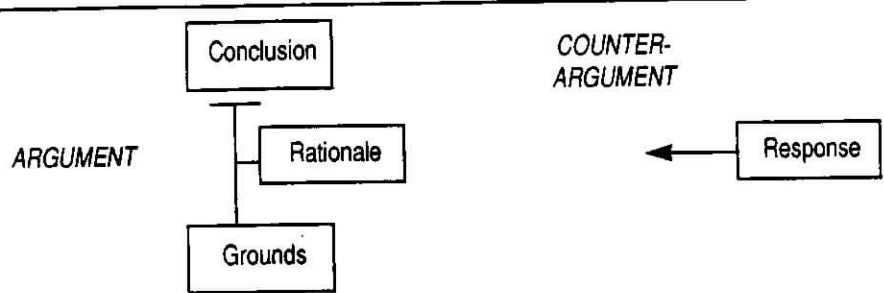 Conclusion
COUNTER-
ARGUMENT
ARGUMENT
Rationale
Response
Grounds